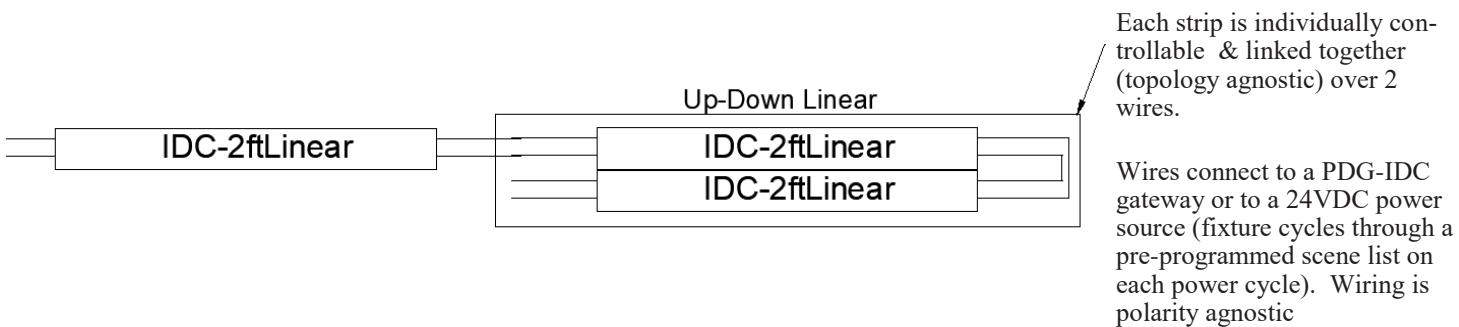 Each strip is individually con-
trollable & linked together
(topology agnostic) over 2
wires.
Up-Down Linear
IDC-2ftLinear
IDC-2ftLinear
IDC-2ftLinear
Wires connect to a PDG-IDC
gateway or to a 24VDC power
source (fixture cycles through a
pre-programmed scene list on
each power cycle). Wiring is
polarity agnostic